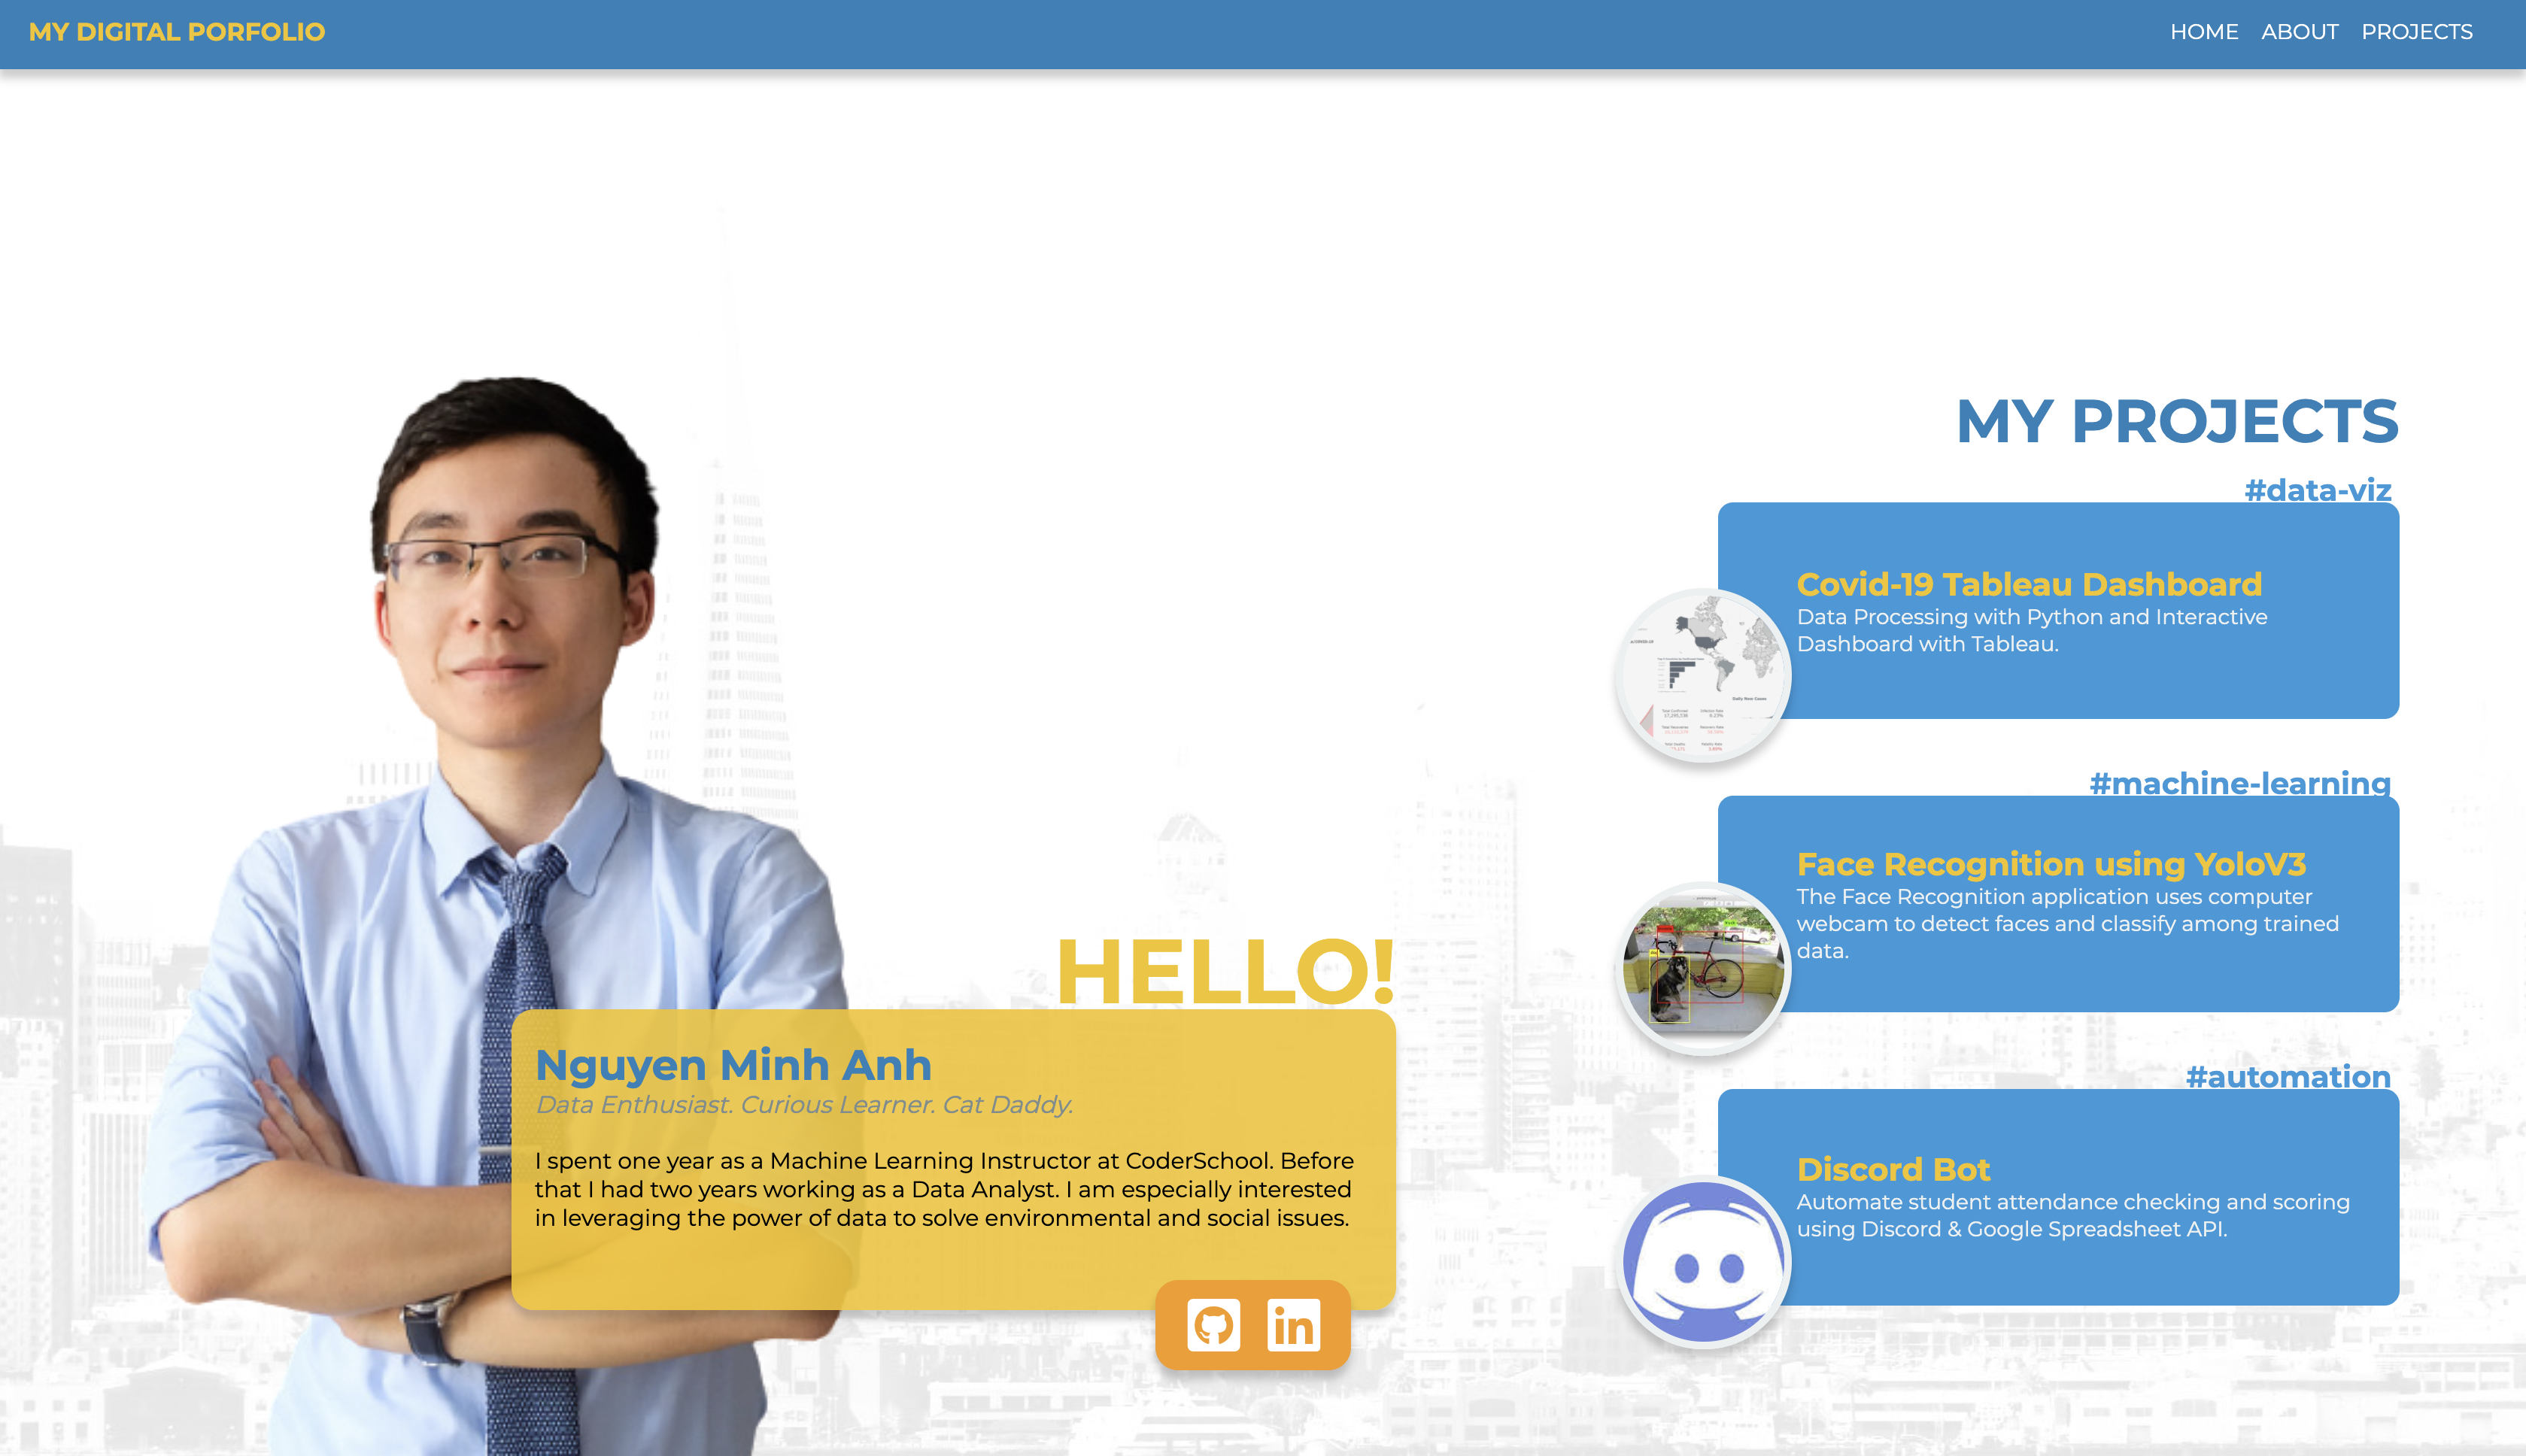 MY DIGITAL PORFOLIO
HOME ABOUT PROJECTS
MY PROJECTS
#data-viz
Covid-19 Tableau Dashboard
Data Processing with Python and Interactive
Dashboard with Tableau.
Daily New Cases
#machine-learning
Face Recognition using YoloV3
The Face Recognition application uses computer
webcam to detect faces and classify among trained
data.
#automation
Discord Bot
Automate student attendance checking and scoring
using Discord & Google Spreadsheet API.
HELLO!
Nguyen Minh Anh
Data Enthusiast. Curious Learner. Cat Daddy.
I spent one year as a Machine Learning Instructor at CoderSchool. Before
that I had two years working as a Data Analyst. I am especially interested
in leveraging the power of data to solve environmental and social issues.
in